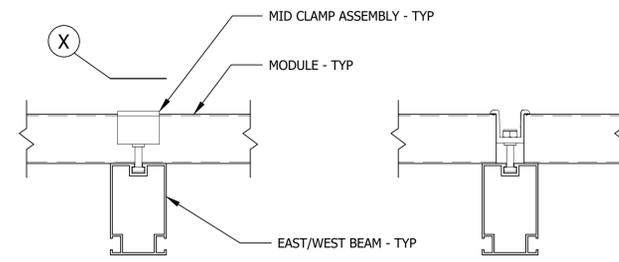 MID CLAMP ASSEMBLY - TYP
X
MODULE - TYP
EAST/WEST BEAM - TYP